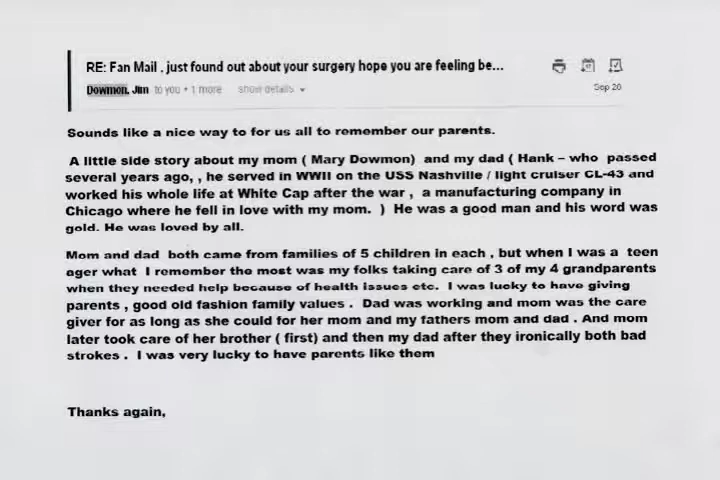 RE: Fan Mail . just found out about your surgery hope you are feeling be...
Dowmon, Jim to you • 1 more show details
Sep 26
Sounds like a nice way to for us all to remember our parents.
A little side story about my mom ( Mary Dowmon) and my dad ( Hank – who passed
several years ago, , he served in WWII on the USS Nashville / light cruiser CL-43 and
worked his whole life at White Cap after the war , a manufacturing company in
Chicago where he fell in love with my mom. ) He was a good man and his word was
gold. He was loved by all.
Mom and dad both came from families of 5 children in each , but when I was a teen
ager what I remember the most was my folks taking care of 3 of my 4 grandparents
when they needed help because of health issues etc. I was lucky to have giving
parents , good old fashion family values . Dad was working and mom was the care
giver for as long as she could for her mom and my fathers mom and dad . And mom
later took care of her brother ( first) and then my dad after they ironically both bad
strokes . I was very lucky to have parents like them
Thanks again,